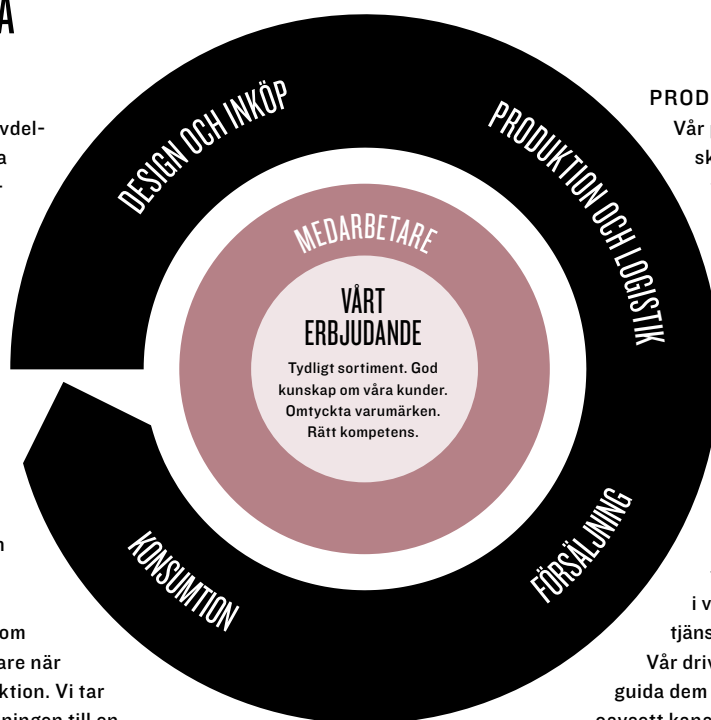 A
vdel-
a
DESIGN OCH INKÖP
PRODUKTION OCH LOGISTIK
PROD
Vår
sk
MEDARBETARE
VÅRT
ERBJUDANDE
Tydligt sortiment. God
kunskap om våra kunder.
Omtyckta varumärken.
Rätt kompetens.
KONSUMTION
FÖRSÄLJNING
om
are när
ktion. Vi tar
i v
tjäns
Vår driv
guida dem